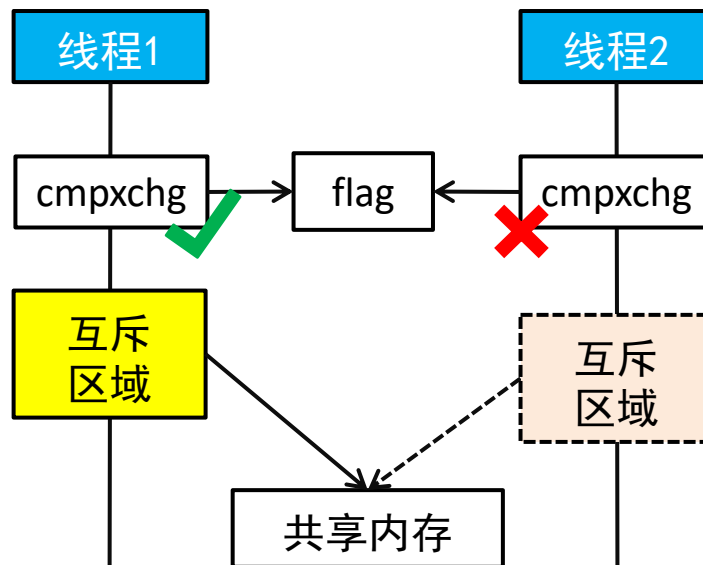 线程1
线程2
cmpxchg
flag
cmpxchg
互斥
区域
互斥
区域
共享内存